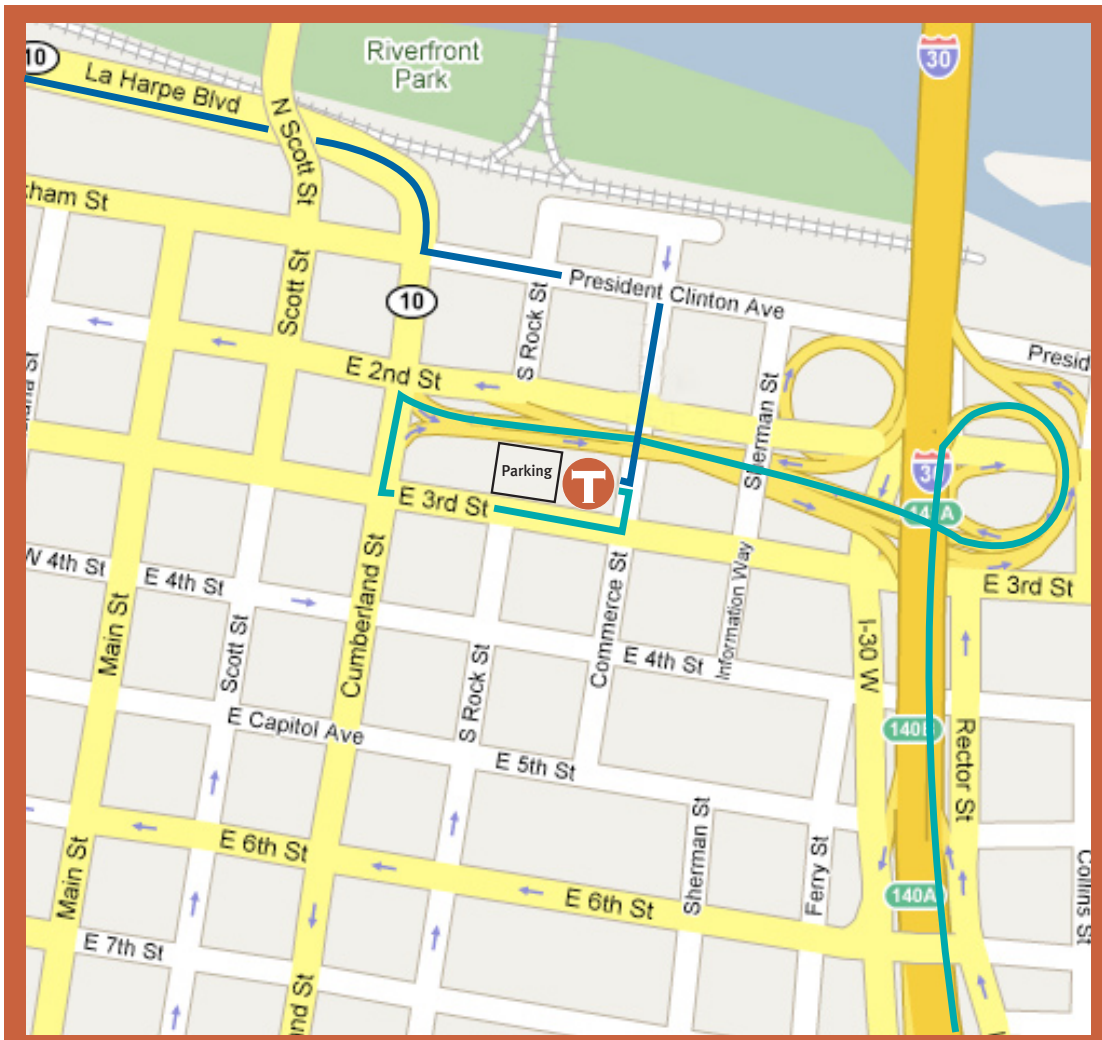 Riverfront
Park
30
10
La Harpe Blvd
N Scott St
kham St
Scott St
10
President Clinton Ave
S Rock St
Presid
E 2nd St
Sherman St
Parking
T
E 3rd St
E 3rd St
W 4th St
E 4th St
Cumberland St
Commerce St
Information Way
E 4th St
I-30 W
Main St
Scott St
S Rock St
E Capitol Ave
E 5th St
140B
Rector St
E 6th St
E 6th St
Sherman St
Ferry St
140A
Collins St
Main St
E 7th St
nd St